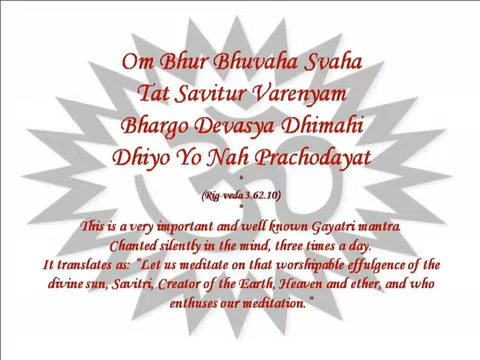 Om Bhur Bhuvaha Svaha
Tat Savitur Varenyam
Bhargo Devasya Dhimahi
Dhiyo Yo Nah Prachodayat
*
(Rig-veda 3.62.10)
*
This is a very important and well known Gayatri mantra.
Chanted silently in the mind, three times a day.
It translates as: "Let us meditate on that worshipable effulgence of the
divine sun, Savitri, Creator of the Earth, Heaven and ether, and who
enthuses our meditation."